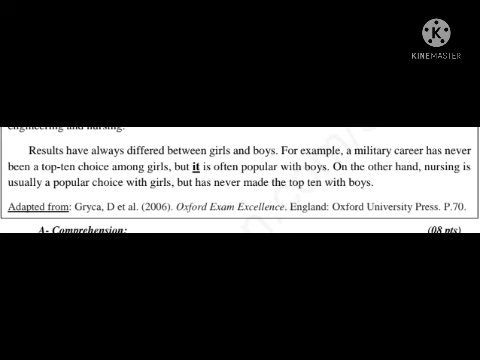 KINEMASTER
engineering and nursing.
Results have always differed between girls and boys. For example, a military career has never
been a top-ten choice among girls, but it is often popular with boys. On the other hand, nursing is
usually a popular choice with girls, but has never made the top ten with boys.
Adapted from: Gryca, D et al. (2006). Oxford Exam Excellence. England: Oxford University Press. P.70.
A- Comprehension: (08 pts)